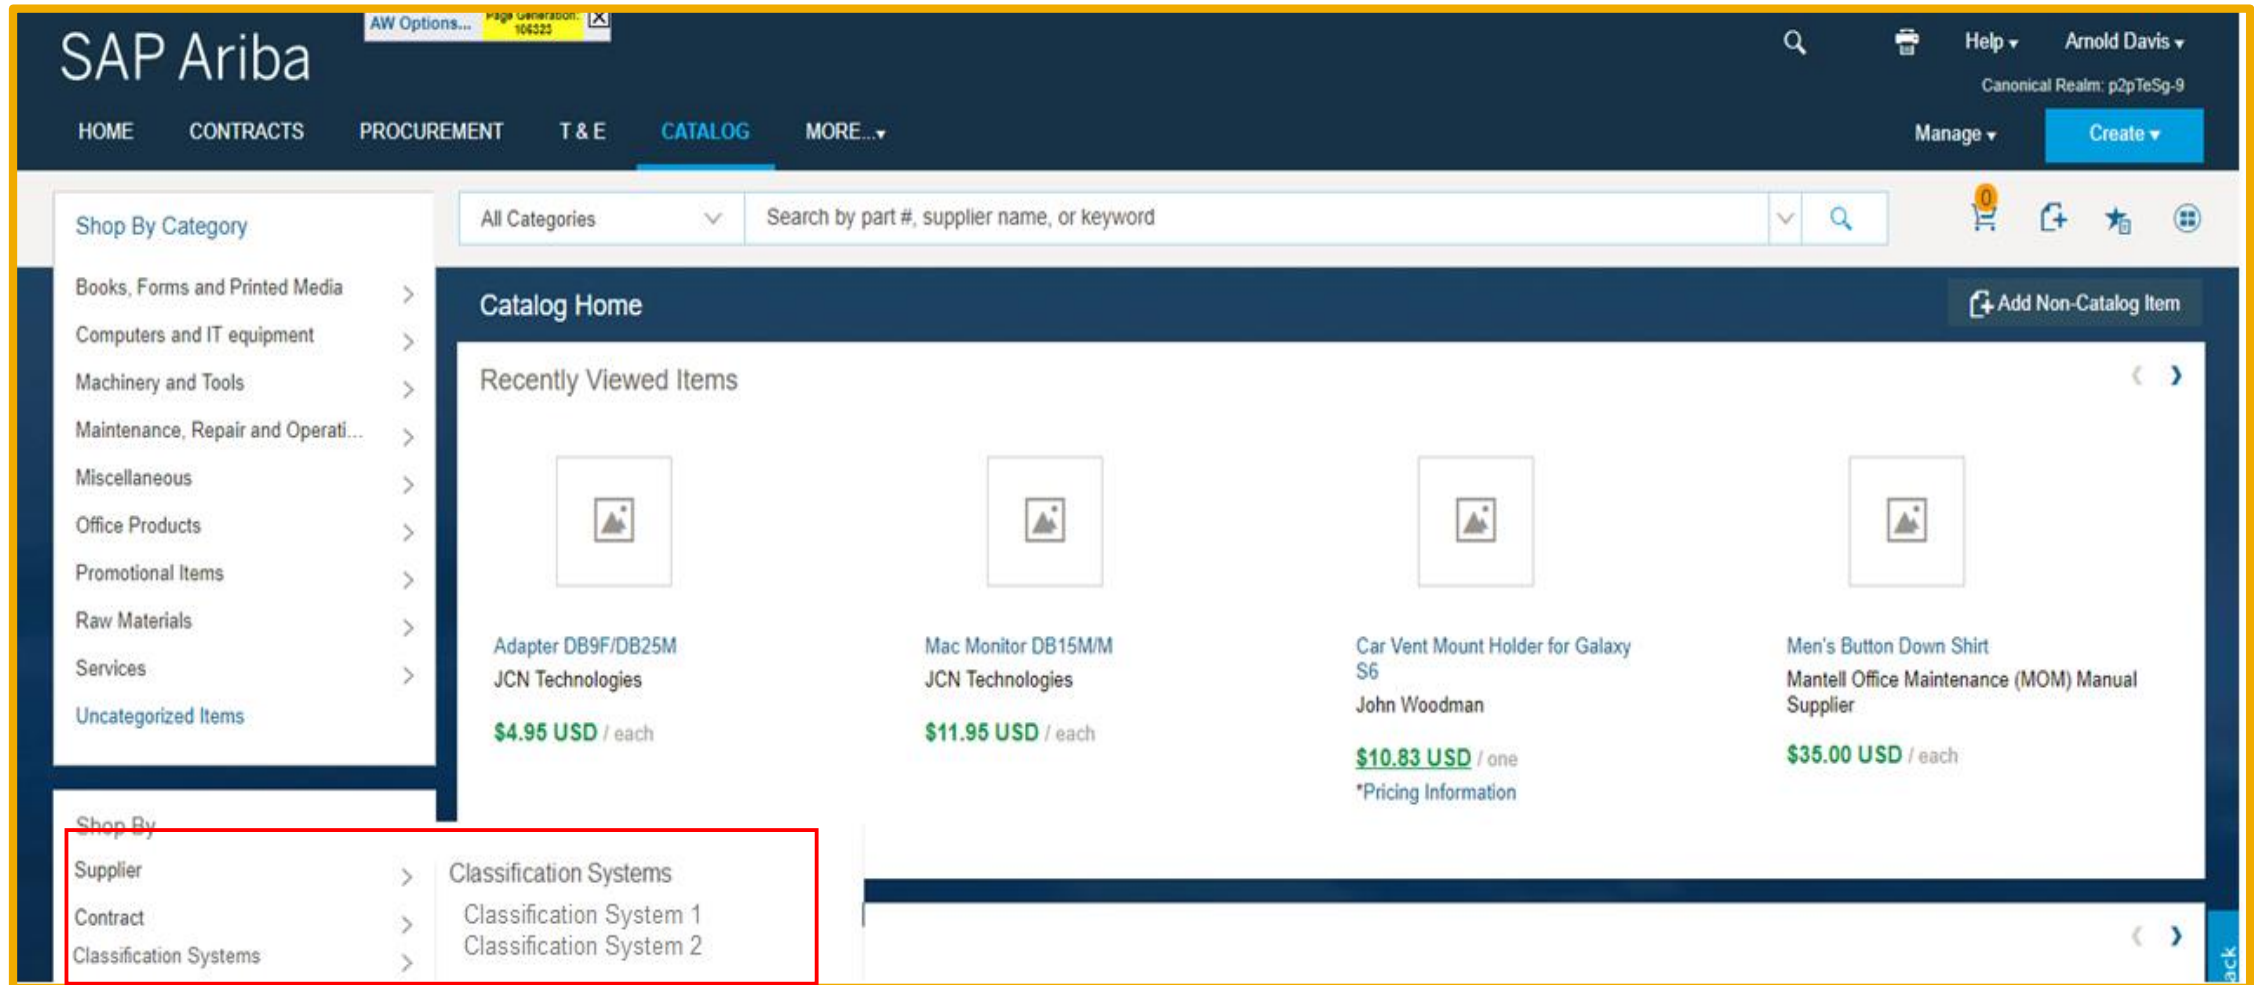 SAP Ariba
AW Options...
Page Generation:
106323
Help
Arnold Davis
Canonical Realm: p2pTeSg-9
HOME
CONTRACTS
PROCUREMENT
T & E
CATALOG
MORE...
Manage
Create
Shop By Category
All Categories
Search by part #, supplier name, or keyword
0
Books, Forms and Printed Media
Computers and IT equipment
Machinery and Tools
Maintenance, Repair and Operati...
Miscellaneous
Office Products
Promotional Items
Raw Materials
Services
Uncategorized Items
Catalog Home
Add Non-Catalog Item
Recently Viewed Items
Adapter DB9F/DB25M
JCN Technologies
$4.95 USD / each
Mac Monitor DB15M/M
JCN Technologies
$11.95 USD / each
Car Vent Mount Holder for Galaxy
S6
John Woodman
$10.83 USD / one
*Pricing Information
Men's Button Down Shirt
Mantell Office Maintenance (MOM) Manual
Supplier
$35.00 USD / each
Shop By
Supplier
Contract
Classification Systems
Classification Systems
Classification System 1
Classification System 2